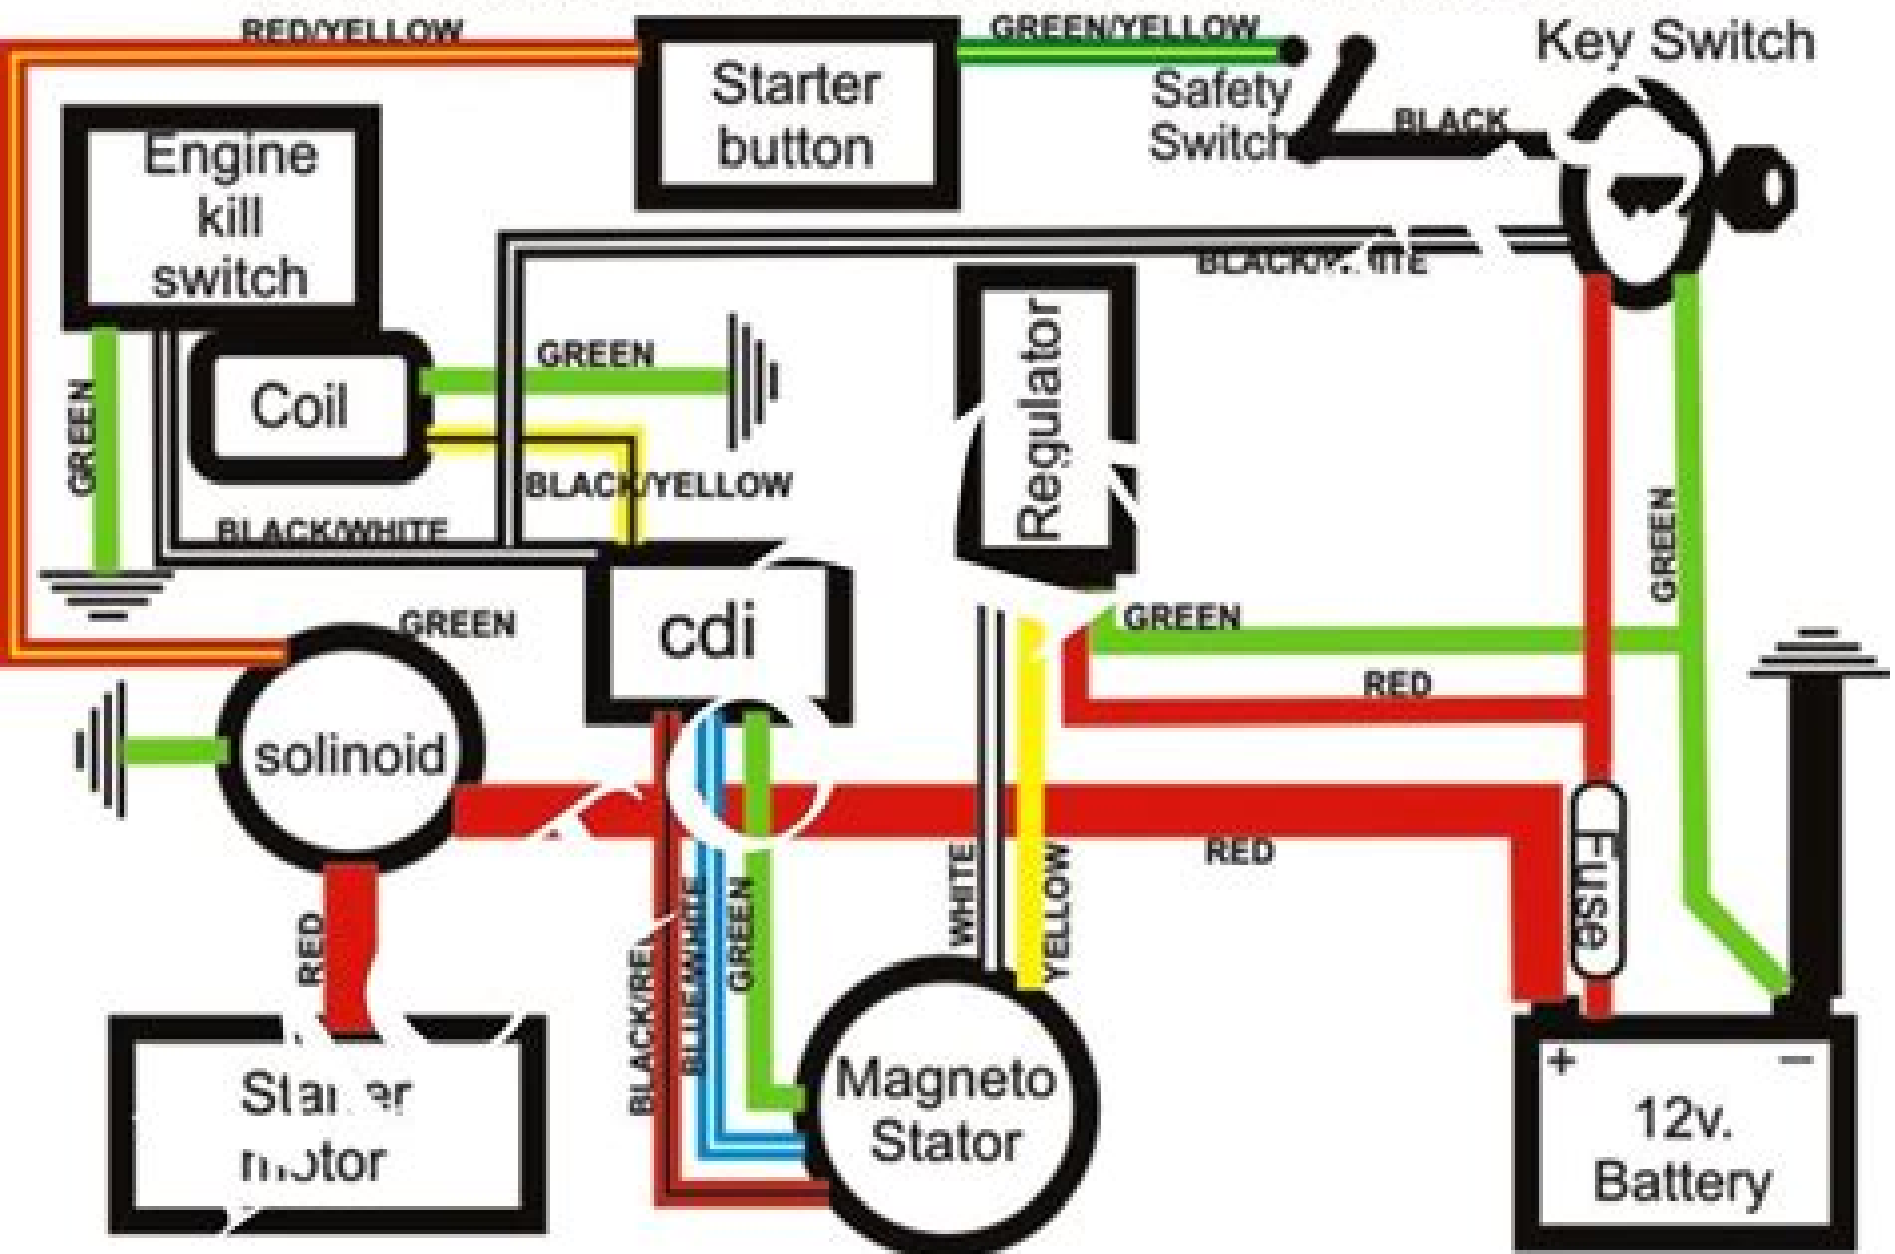 RED/YELLOW
GREEN/YELLOW
Key Switch
Starter
button
Safety
Switch
BLACK
Engine
kill
switch
Regulator
GREEN
GREEN
Coil
BLACK/YELLOW
BLACK/WHITE
GREEN
GREEN
GREEN
cdi
RED
solinoid
RED
Fuse
WHITE
YELLOW
RED
BLUE/WHITE
GREEN
Magneto
Stator
+
−
12v.
Battery